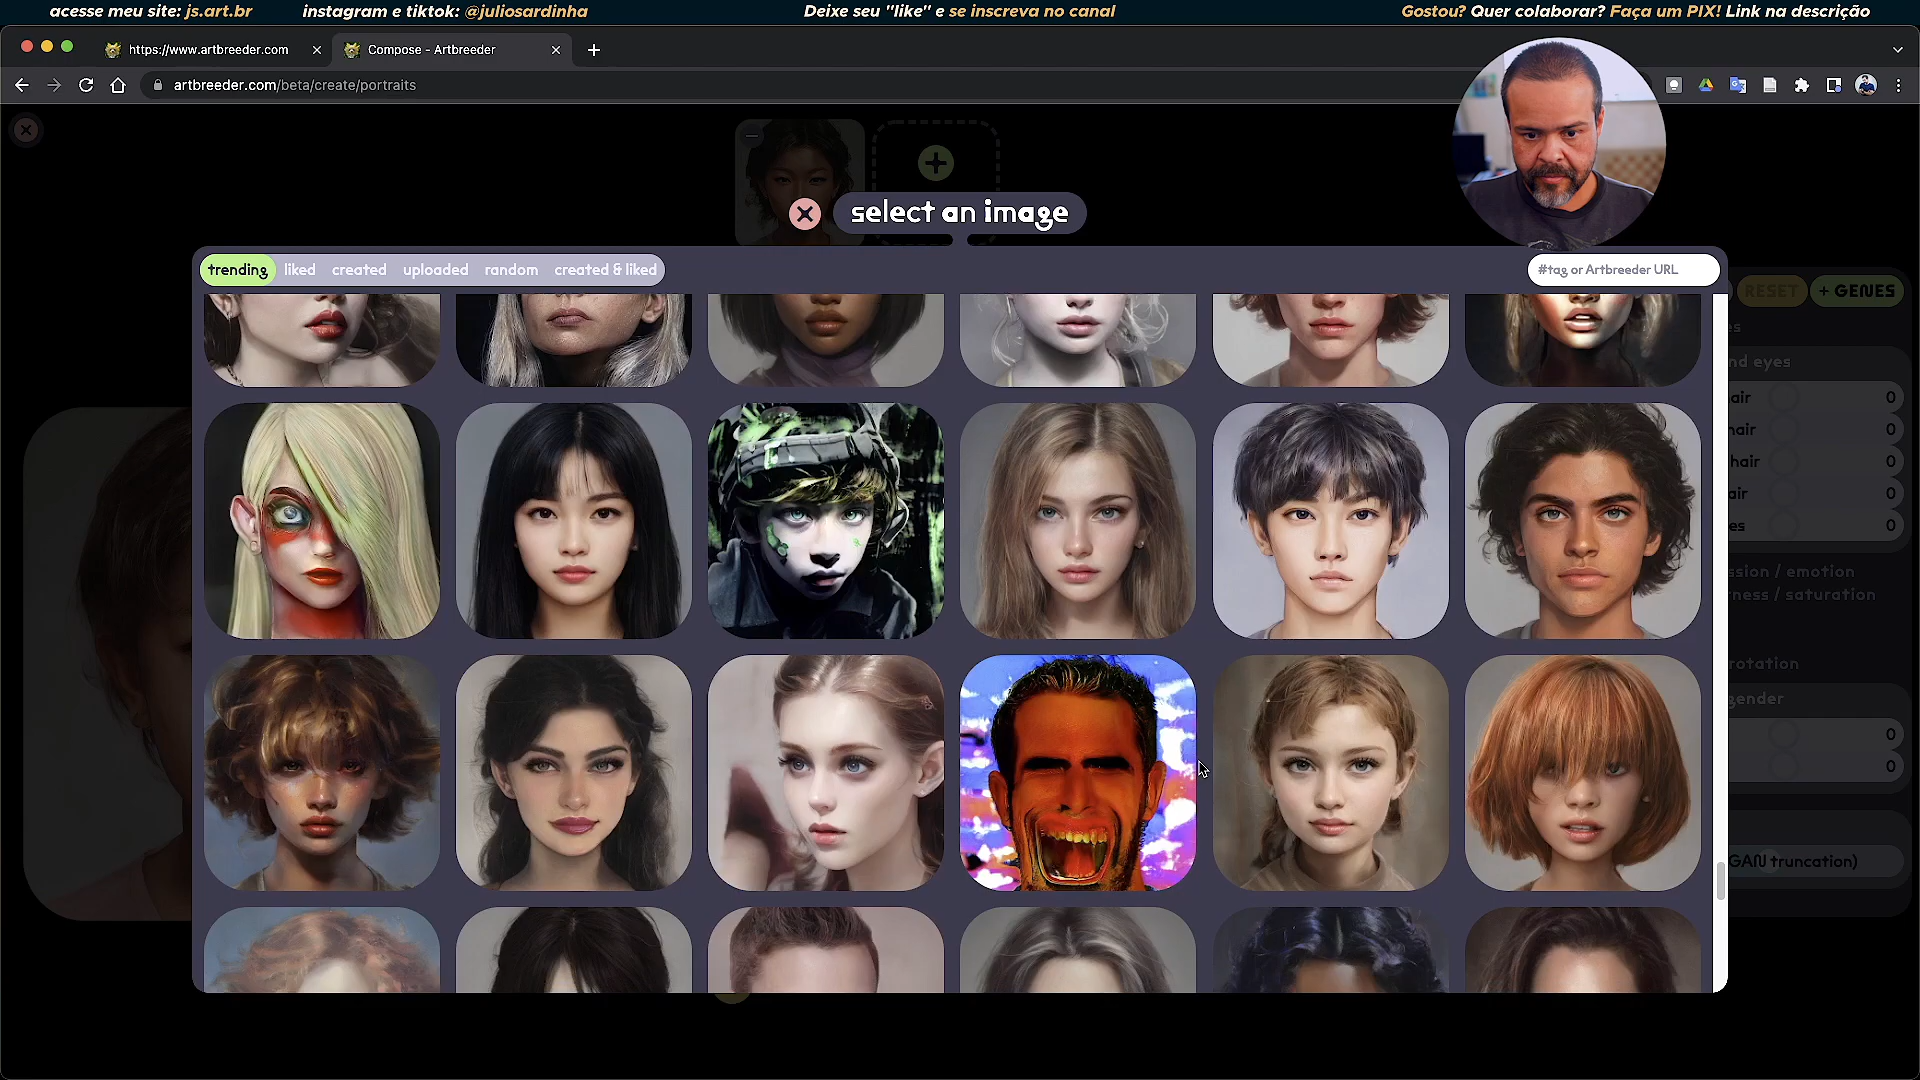 acesse meu site: js.art.br instagram e tiktok: @juliosardinha Deixe seu "like" e se inscreva no canal Gostou? Quer colaborar? Faça um PIX! Link na descrição
https://www.artbreeder.com Compose - Artbreeder
artbreeder.com/beta/create/portraits
select an image
trending liked created uploaded random created & liked #tag or Artbreeder URL
RESET + GENES
es
nd eyes
air 0
hair 0
hair 0
air 0
es 0
ssion / emotion
tness / saturation
rotation
gender
0
0
GAN truncation)